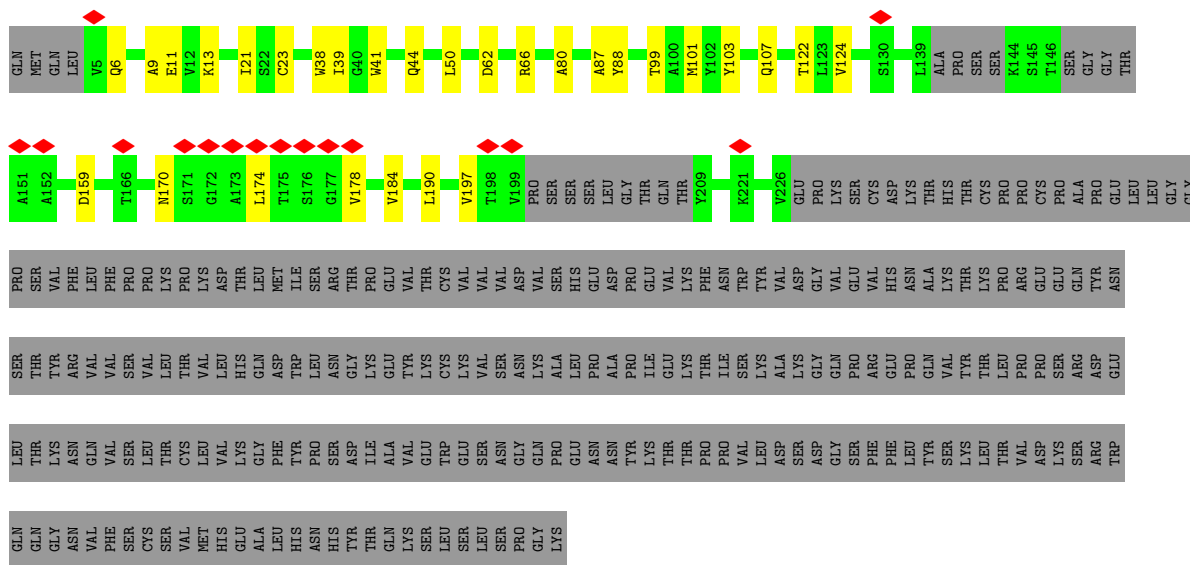 GLN MET GLN LEU V5 Q6 A9 E11 V12 K13 I21 S22 C23 W38 I39 G40 W41 Q44 L50 D62 R66 A80 A87 Y88 T99 A100 M101 Y102 Y103 Q107 T122 L123 V124 S130 L139 ALA PRO SER SER K144 S145 T146 SER GLY GLY THR
A151 A152 D159 T166 N170 S171 G172 A173 L174 T175 S176 G177 V178 V184 L190 V197 T198 V199 PRO SER SER SER LEU GLY THR GLN THR Y209 K221 V226 GLU PRO LYS SER CYS ASP LYS THR HIS THR CYS PRO PRO CYS PRO ALA PRO GLU LEU LEU GLY GLY
PRO SER VAL PHE LEU PHE PRO PRO LYS PRO LYS ASP THR LEU MET ILE SER ARG THR PRO GLU VAL THR CYS VAL VAL VAL ASP VAL SER HIS GLU ASP PRO GLU VAL LYS PHE ASN TRP TYR VAL ASP GLY VAL GLU VAL HIS ASN ALA LYS THR LYS PRO ARG GLU GLU GLN TYR ASN
SER THR TYR ARG VAL VAL SER VAL LEU THR VAL LEU HIS GLN ASP TRP LEU ASN GLY LYS GLU TYR LYS CYS LYS VAL SER ASN LYS ALA LEU PRO ALA PRO ILE GLU LYS THR ILE SER LYS ALA LYS GLY GLN PRO ARG GLU PRO GLN VAL TYR THR LEU PRO PRO SER ARG ASP GLU
LEU THR LYS ASN GLN VAL SER LEU THR CYS LEU VAL LYS GLY PHE TYR PRO SER ASP ILE ALA VAL GLU TRP GLU SER ASN GLY GLN PRO GLU ASN ASN TYR LYS THR THR PRO PRO VAL LEU ASP SER ASP GLY SER PHE PHE LEU TYR SER LYS LEU THR VAL ASP LYS SER ARG TRP
GLN GLN GLY ASN VAL PHE SER CYS SER VAL MET HIS GLU ALA LEU HIS ASN HIS TYR THR GLN LYS SER LEU SER LEU SER PRO GLY LYS